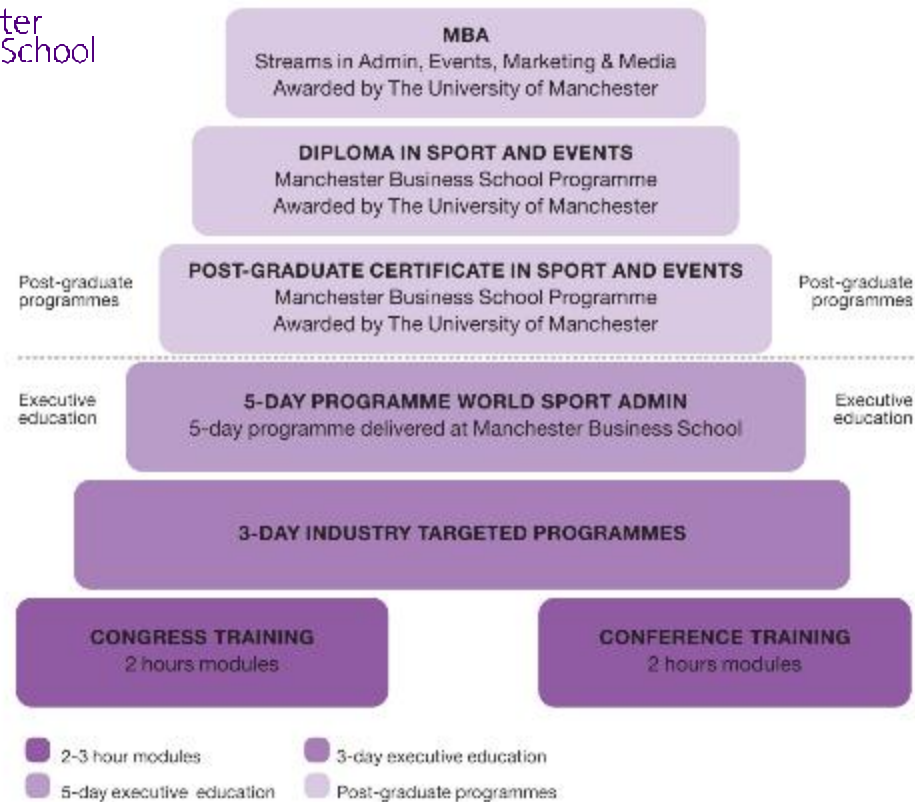 ter
School
MBA
Streams in Admin, Events, Marketing & Media
Awarded by The University of Manchester
DIPLOMA IN SPORT AND EVENTS
Manchester Business School Programme
Awarded by The University of Manchester
Post-graduate
programmes
POST-GRADUATE CERTIFICATE IN SPORT AND EVENTS
Manchester Business School Programme
Awarded by The University of Manchester
Post-graduate
programmes
Executive
education
5-DAY PROGRAMME WORLD SPORT ADMIN
5-day programme delivered at Manchester Business School
Executive
education
3-DAY INDUSTRY TARGETED PROGRAMMES
CONGRESS TRAINING
2 hours modules
CONFERENCE TRAINING
2 hours modules
2-3 hour modules
3-day executive education
5-day executive education
Post-graduate programmes